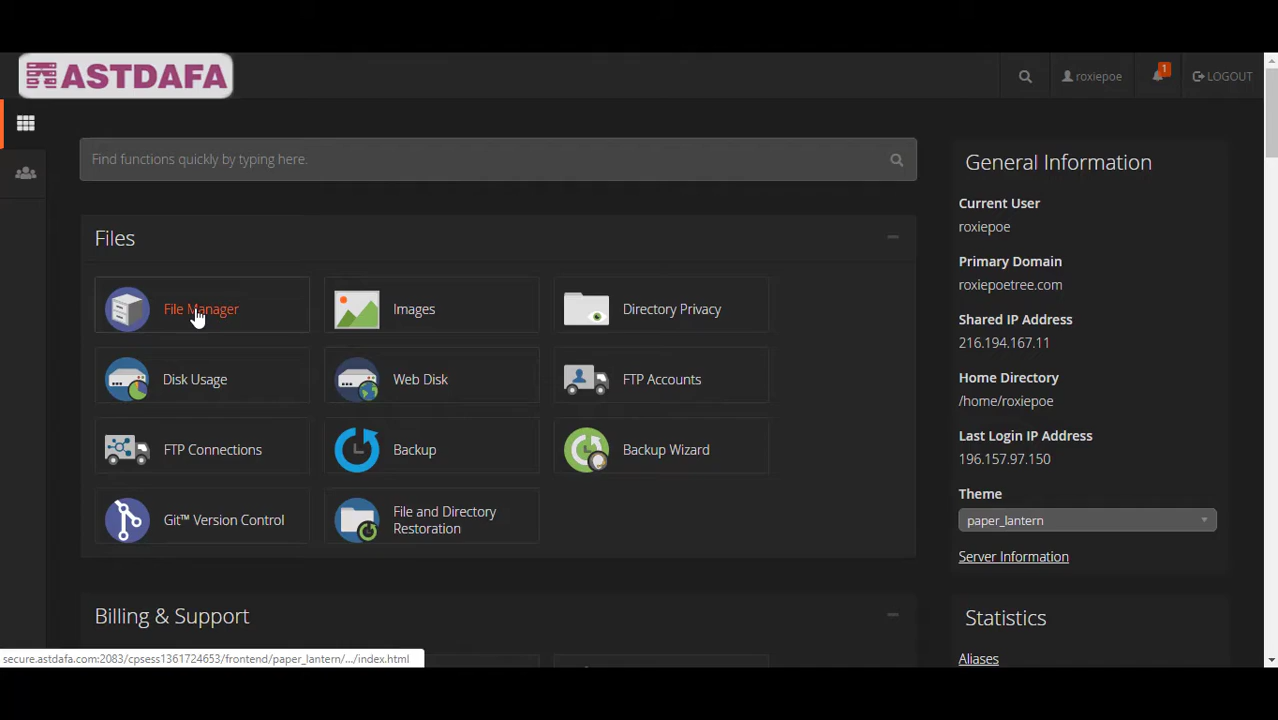 ASTDAFA
roxiepoe
1
LOGOUT
Find functions quickly by typing here.
Files
File Manager
Images
Directory Privacy
Disk Usage
Web Disk
FTP Accounts
FTP Connections
Backup
Backup Wizard
Git™ Version Control
File and Directory
Restoration
Billing & Support
General Information
Current User
roxiepoe
Primary Domain
roxiepoetree.com
Shared IP Address
216.194.167.11
Home Directory
/home/roxiepoe
Last Login IP Address
196.157.97.150
Theme
paper_lantern
Server Information
Statistics
Aliases
secure.astdafa.com:2083/cpsess1361724653/frontend/paper_lantern/.../index.html